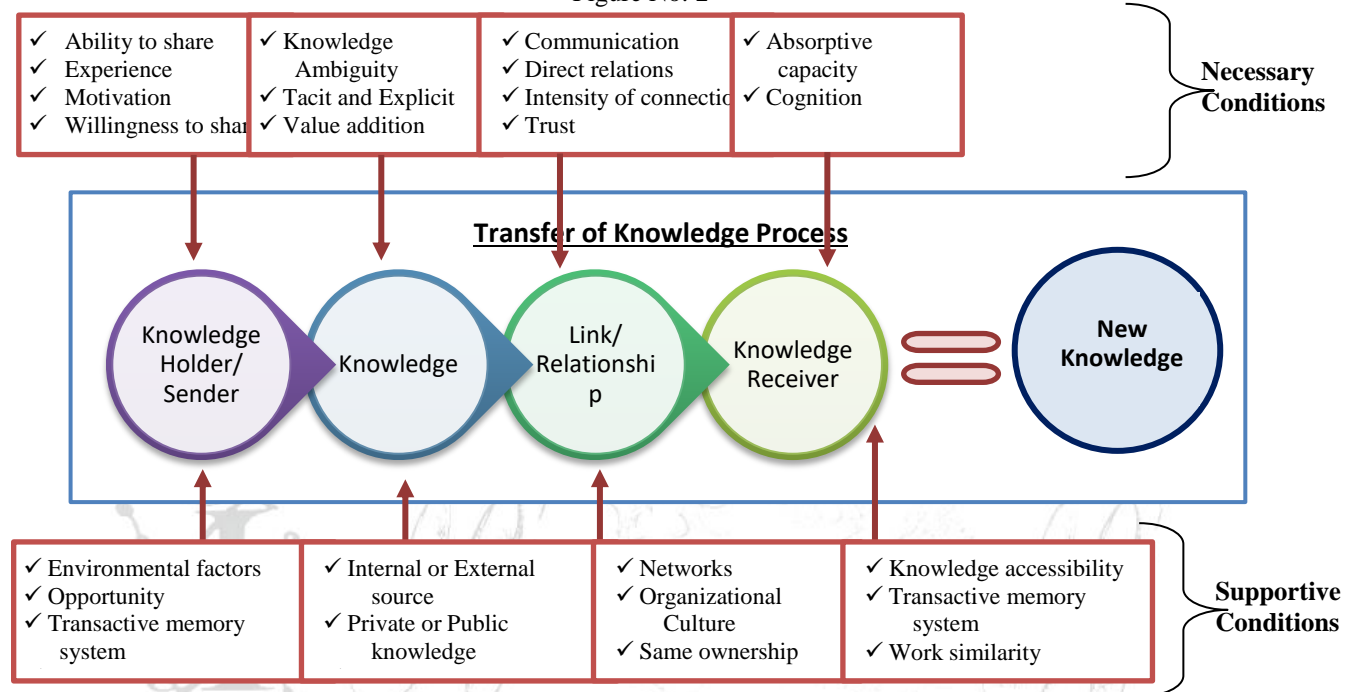 Figure No. 2
Ability to share
Experience
Motivation
Willingness to shar
Knowledge
Ambiguity
Tacit and Explicit
Value addition
Communication
Direct relations
Intensity of connectio
Trust
Absorptive
capacity
Cognition
Necessary
Conditions
Transfer of Knowledge Process
Knowledge
Holder/
Sender
Knowledge
Link/
Relationshi
p
Knowledge
Receiver
New
Knowledge
Environmental factors
Opportunity
Transactive memory
system
Internal or External
source
Private or Public
knowledge
Networks
Organizational
Culture
Same ownership
Knowledge accessibility
Transactive memory
system
Work similarity
Supportive
Conditions